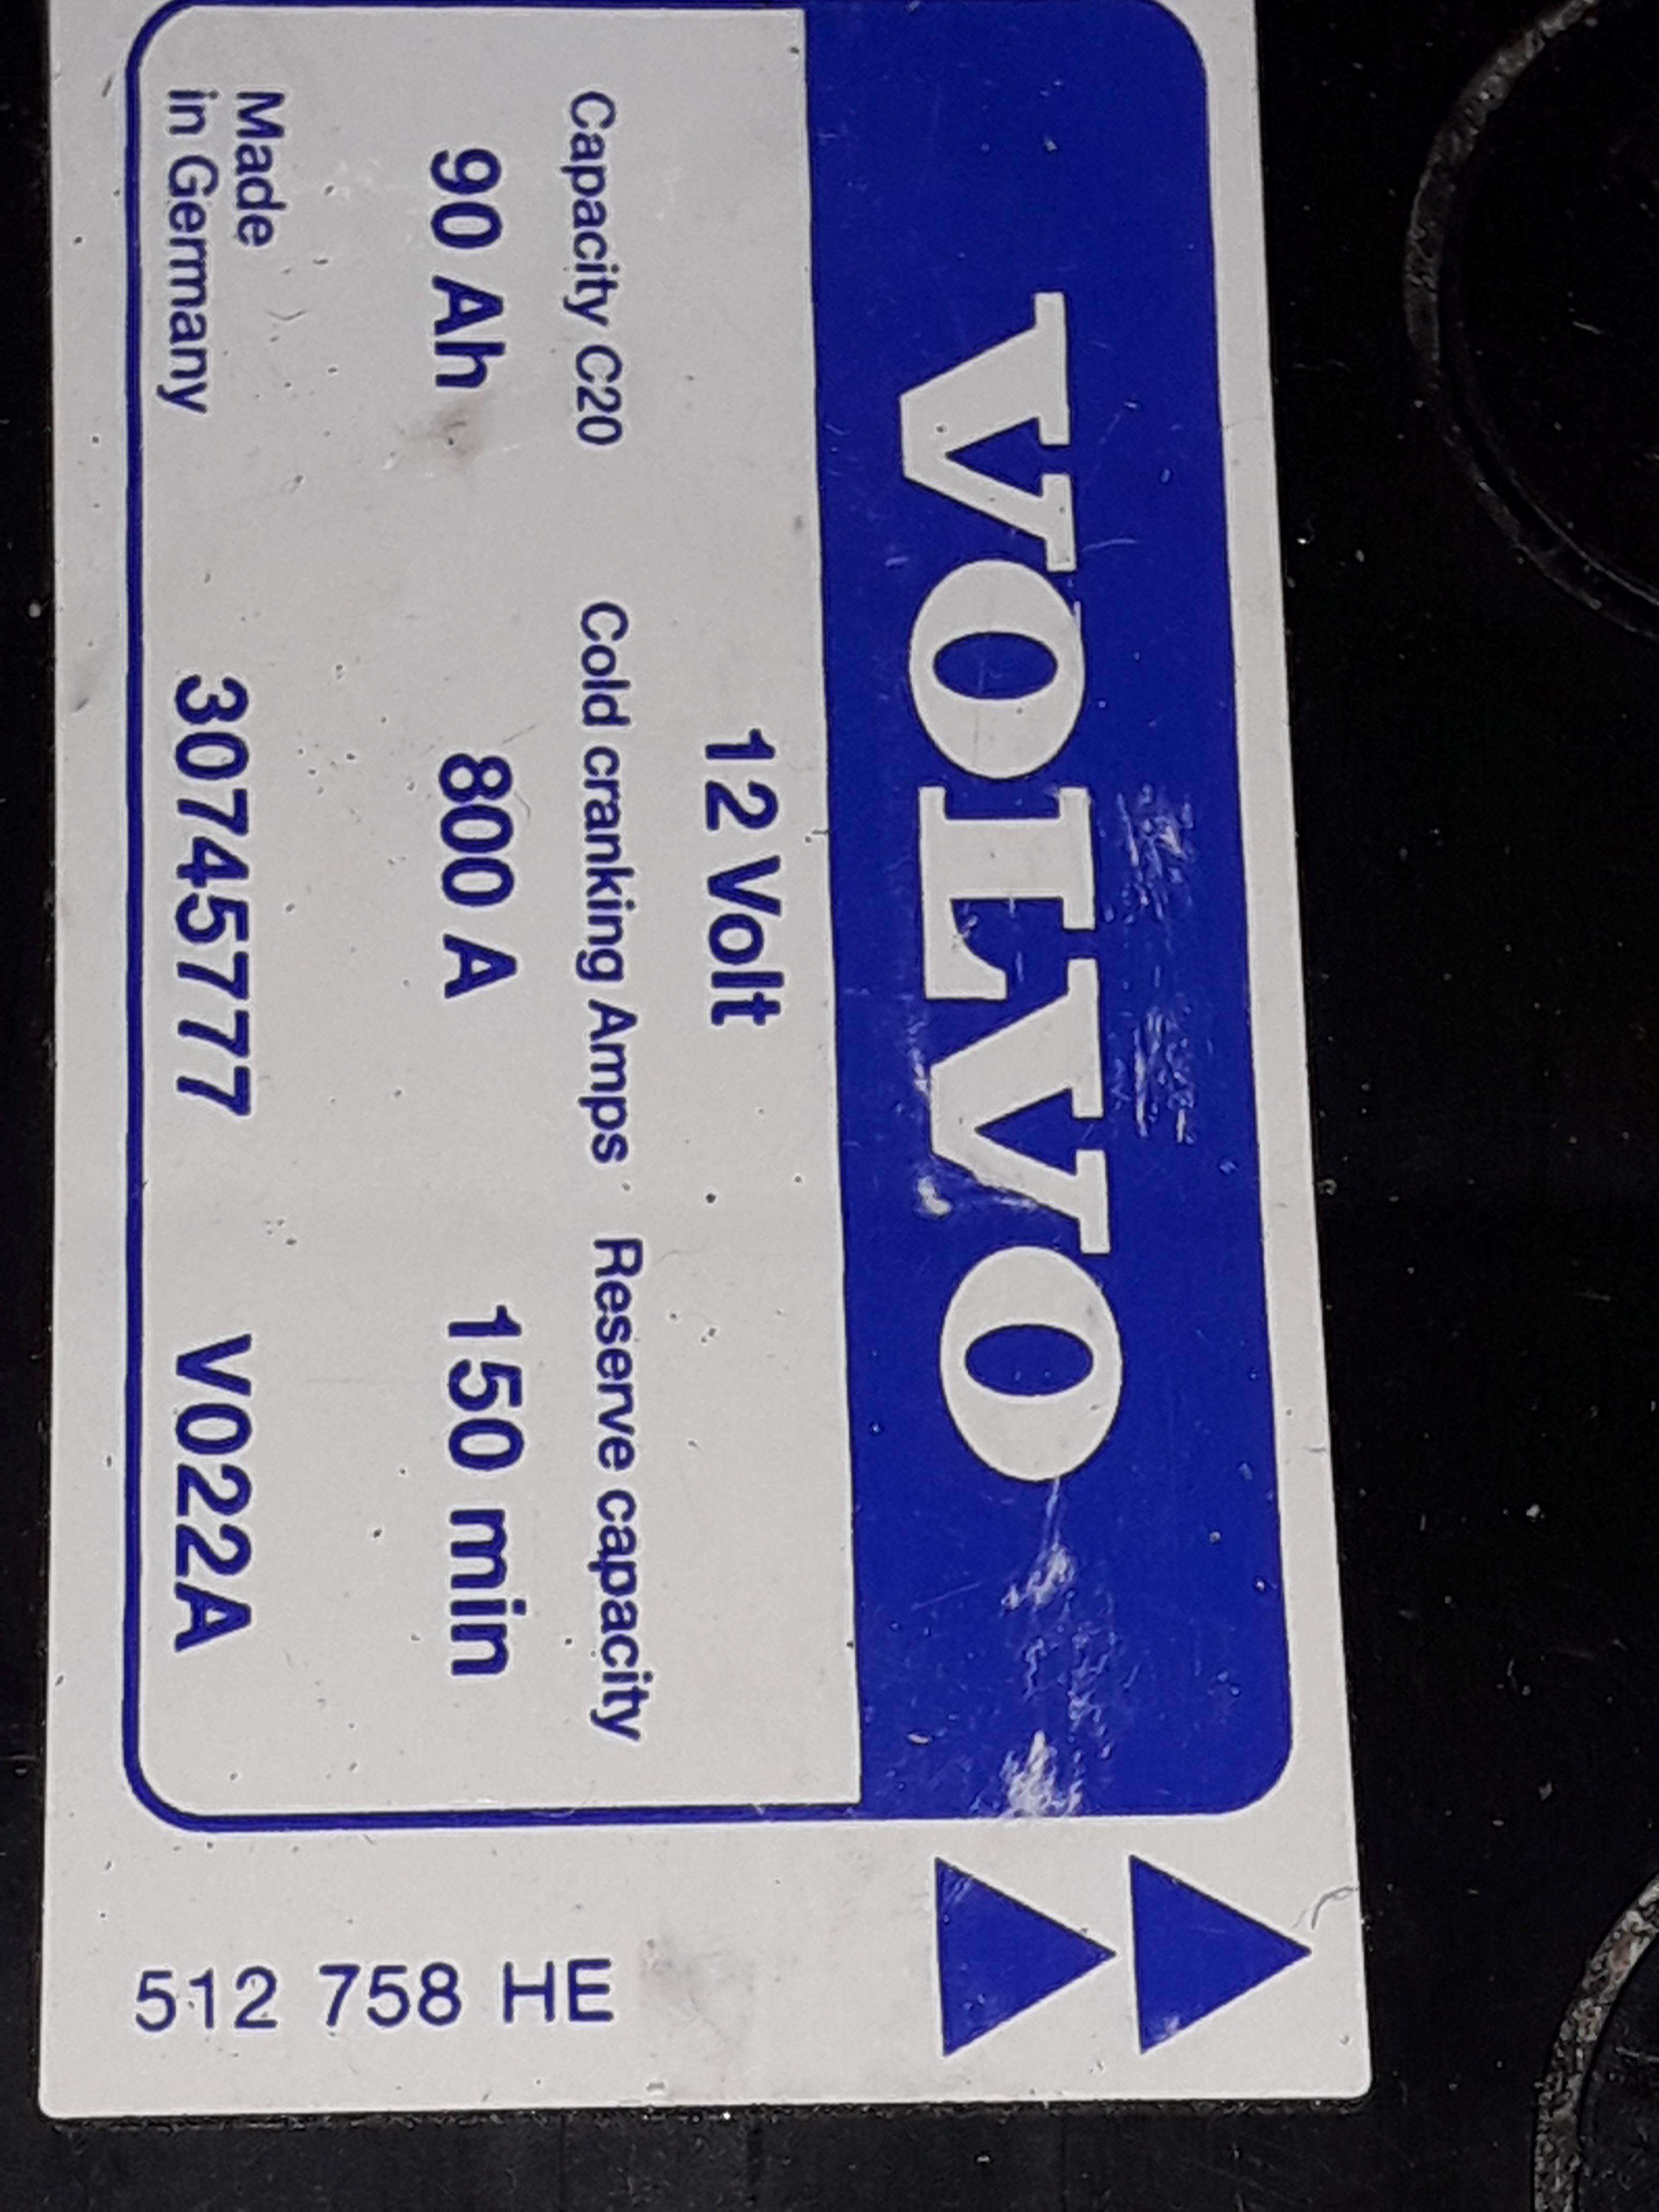 VOLVO
12 Volt
Capacity C20 Cold cranking Amps Reserve capacity
90 Ah 800 A 150 min
Made
in Germany 30745777 V022A
512 758 HE